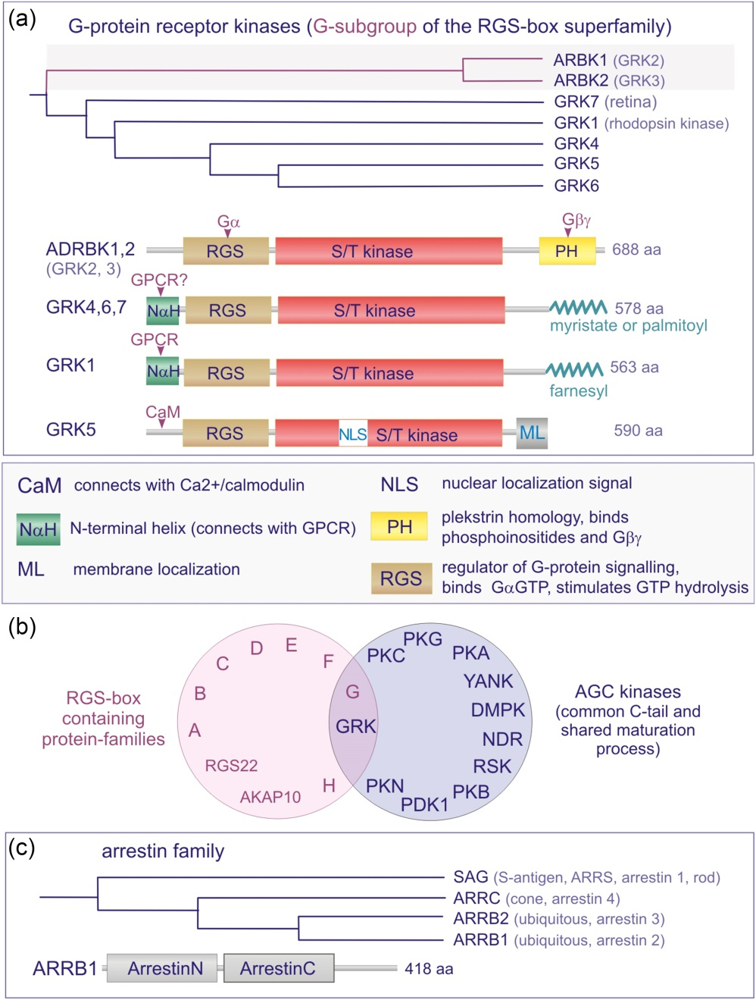 (a)
G-protein receptor kinases (G-subgroup of the RGS-box superfamily)
ARBK1 (GRK2)
ARBK2 (GRK3)
GRK7 (retina)
GRK1 (rhodopsin kinase)
GRK4
GRK5
GRK6
Gα
Gβγ
ADRBK1,2
(GRK2, 3)
RGS
S/T kinase
PH
688 aa
GPCR?
GRK4,6,7
NαH
RGS
S/T kinase
578 aa
myristate or palmitoyl
GPCR
GRK1
NαH
RGS
S/T kinase
563 aa
farnesyl
CaM
GRK5
RGS
NLS
S/T kinase
ML
590 aa
CaM connects with Ca2+/calmodulin
NLS nuclear localization signal
NαH N-terminal helix (connects with GPCR)
PH plekstrin homology, binds
phosphoinositides and Gβγ
ML membrane localization
RGS regulator of G-protein signalling,
binds GαGTP, stimulates GTP hydrolysis
(b)
RGS-box
containing
protein-families
A
B
C
D
E
F
G
GRK
H
RGS22
AKAP10
PKC
PKG
PKA
YANK
DMPK
NDR
RSK
PKB
PDK1
PKN
AGC kinases
(common C-tail and
shared maturation
process)
(c)
arrestin family
SAG (S-antigen, ARRS, arrestin 1, rod)
ARRC (cone, arrestin 4)
ARRB2 (ubiquitous, arrestin 3)
ARRB1 (ubiquitous, arrestin 2)
ARRB1
ArrestinN
ArrestinC
418 aa